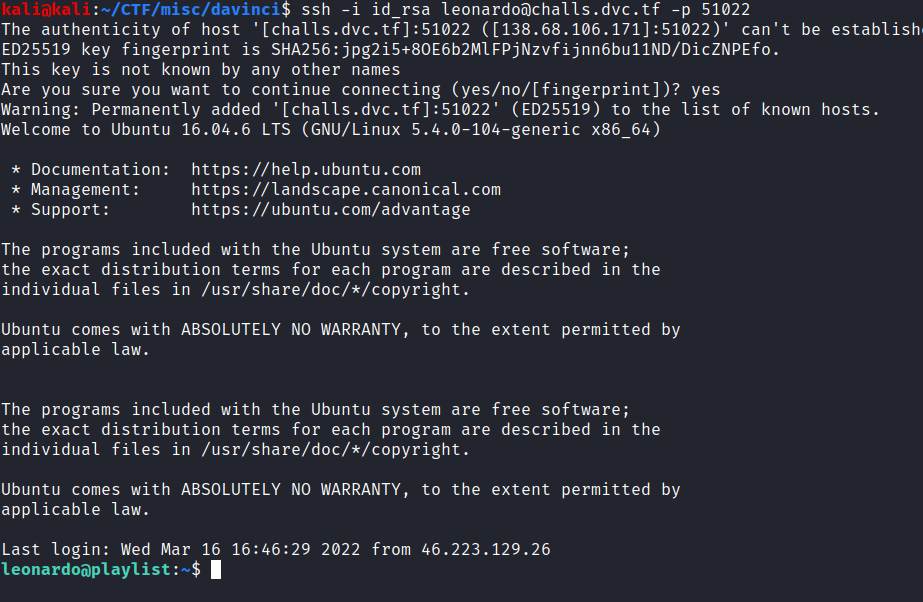 kali@kali:~/CTF/misc/davinci$ ssh -i id_rsa leonardo@challs.dvc.tf -p 51022
The authenticity of host '[challs.dvc.tf]:51022 ([138.68.106.171]:51022)' can't be establish
ED25519 key fingerprint is SHA256:jpg2i5+8OE6b2MlFPjNzvfijnn6bu11ND/DicZNPEfo.
This key is not known by any other names
Are you sure you want to continue connecting (yes/no/[fingerprint])? yes
Warning: Permanently added '[challs.dvc.tf]:51022' (ED25519) to the list of known hosts.
Welcome to Ubuntu 16.04.6 LTS (GNU/Linux 5.4.0-104-generic x86_64)
* Documentation:  https://help.ubuntu.com
* Management:     https://landscape.canonical.com
* Support:        https://ubuntu.com/advantage
The programs included with the Ubuntu system are free software;
the exact distribution terms for each program are described in the
individual files in /usr/share/doc/*/copyright.
Ubuntu comes with ABSOLUTELY NO WARRANTY, to the extent permitted by
applicable law.
The programs included with the Ubuntu system are free software;
the exact distribution terms for each program are described in the
individual files in /usr/share/doc/*/copyright.
Ubuntu comes with ABSOLUTELY NO WARRANTY, to the extent permitted by
applicable law.
Last login: Wed Mar 16 16:46:29 2022 from 46.223.129.26
leonardo@playlist:~$